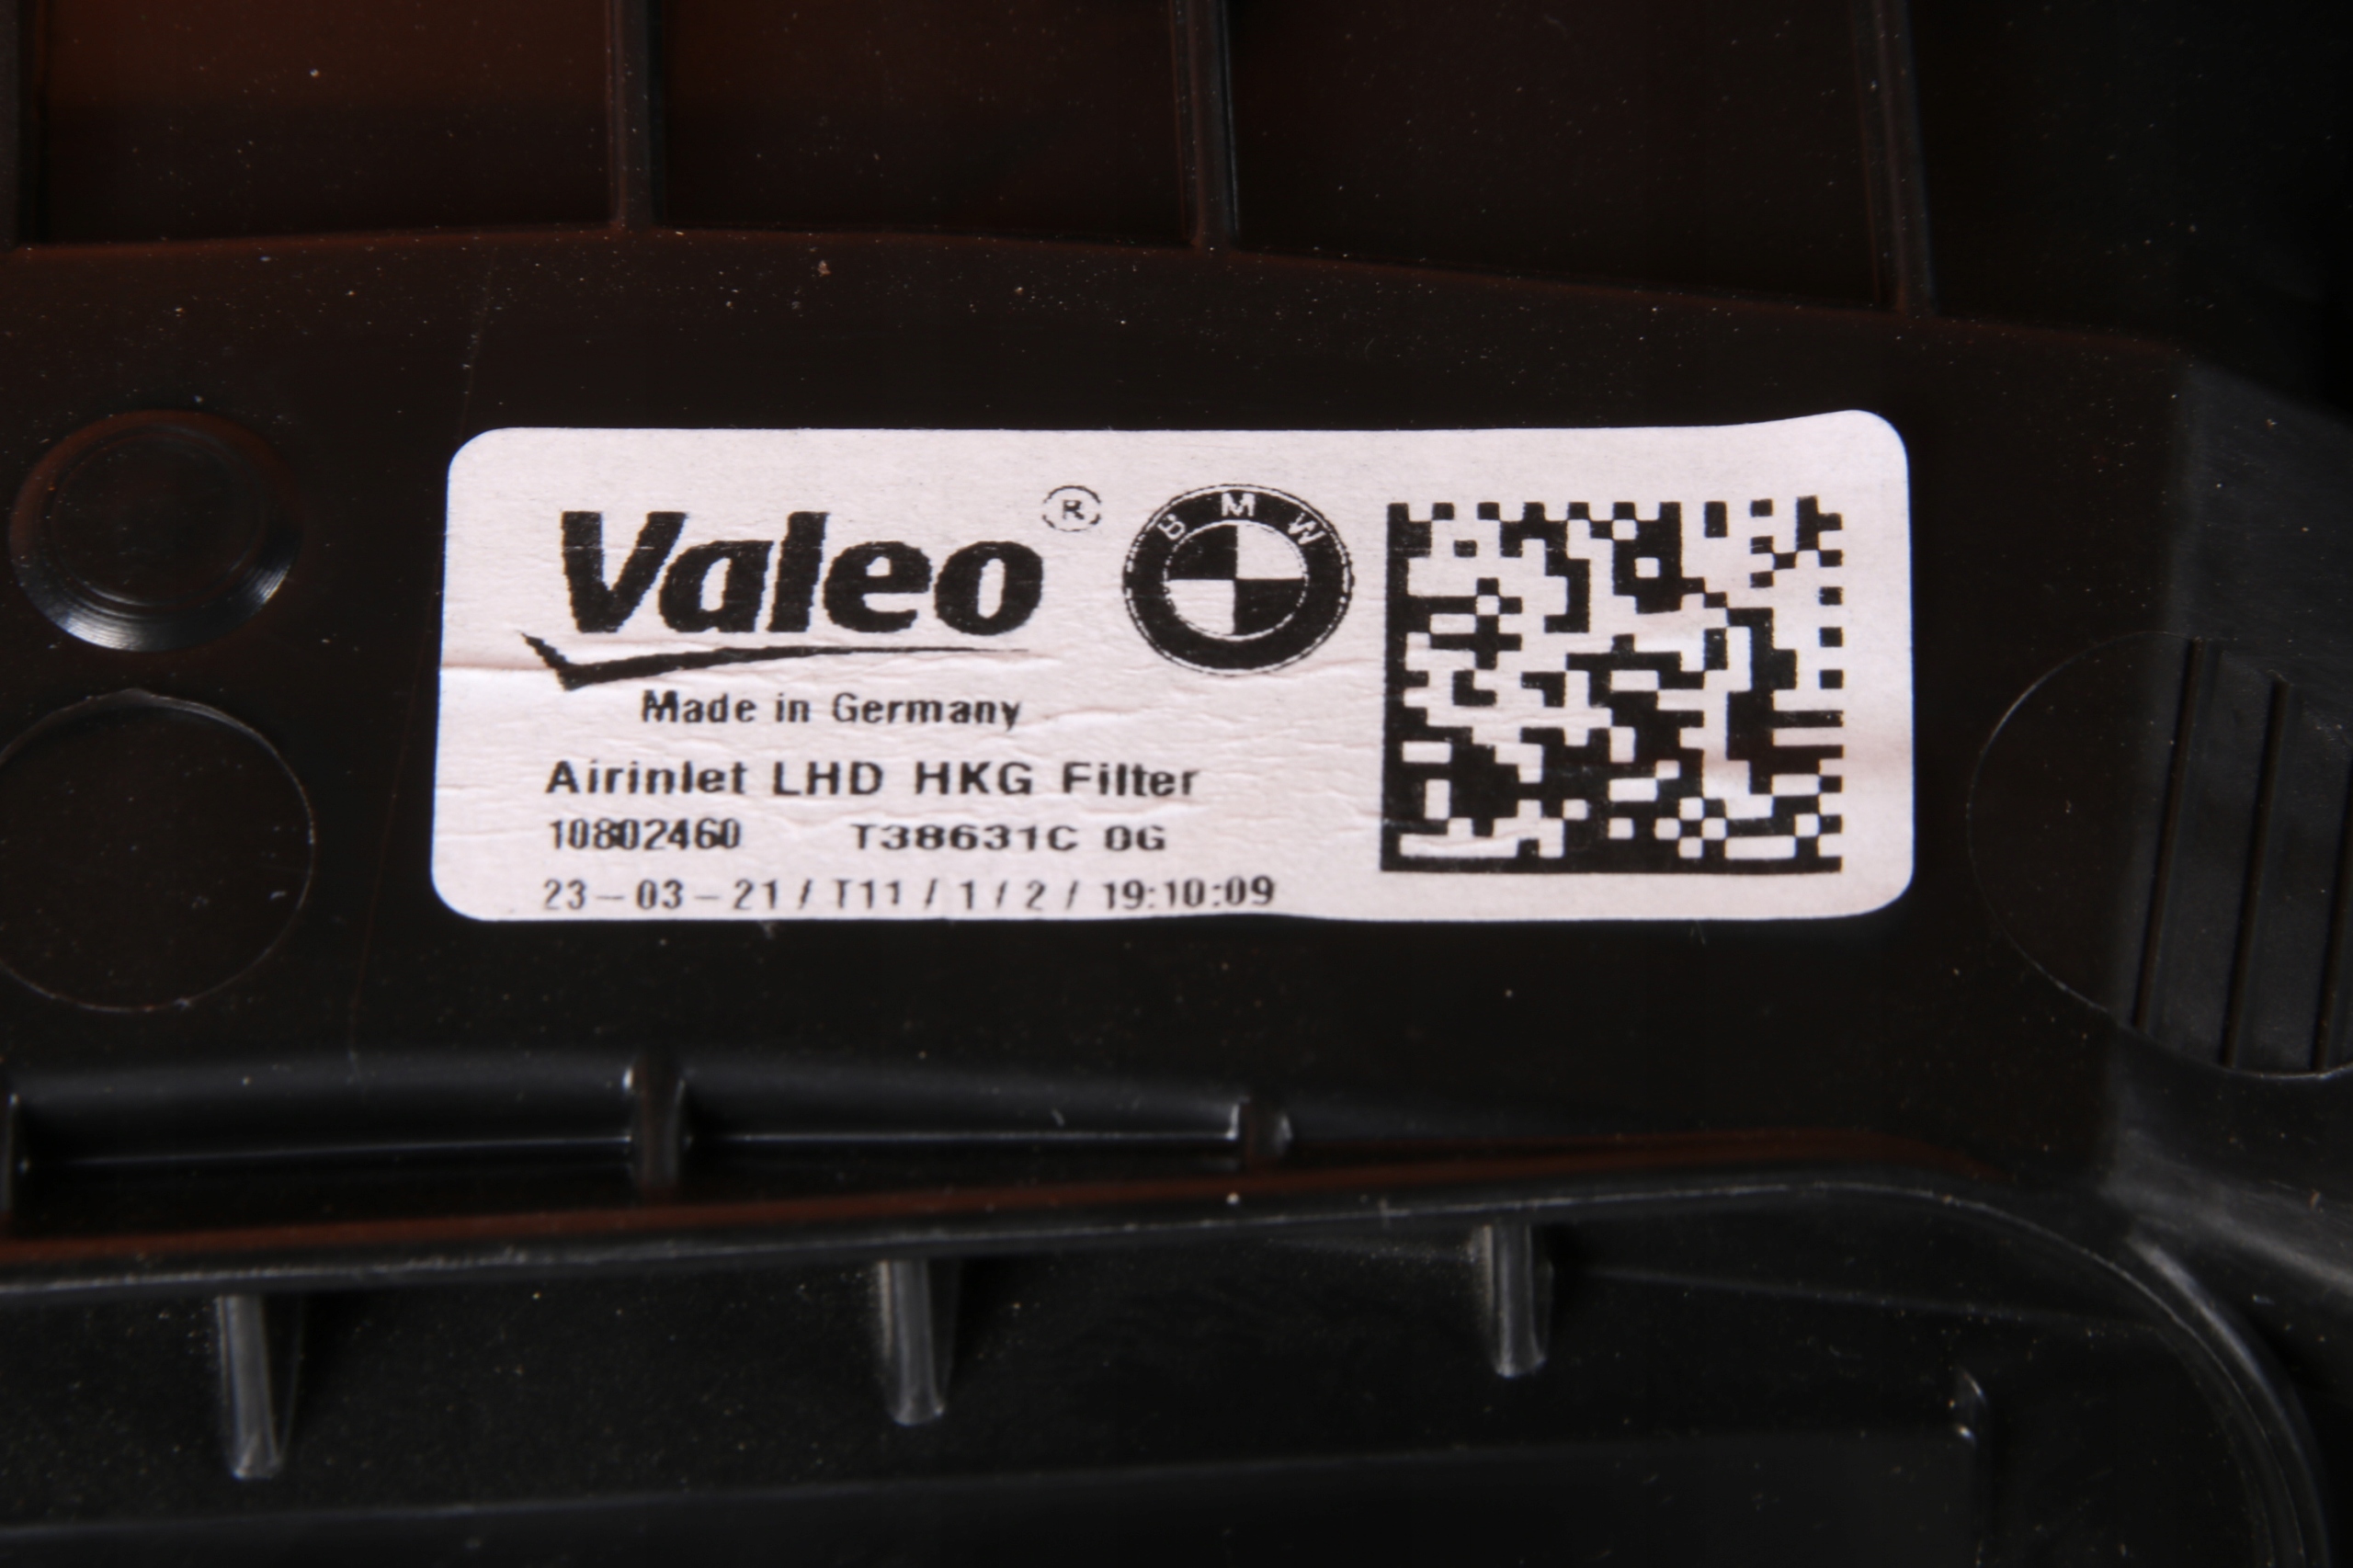 Valeo ®
B M W
Made in Germany
Airinlet LHD HKG Filter
10802460 T38631C 0G
23-03-21 / T11 / 1 / 2 / 19:10:09